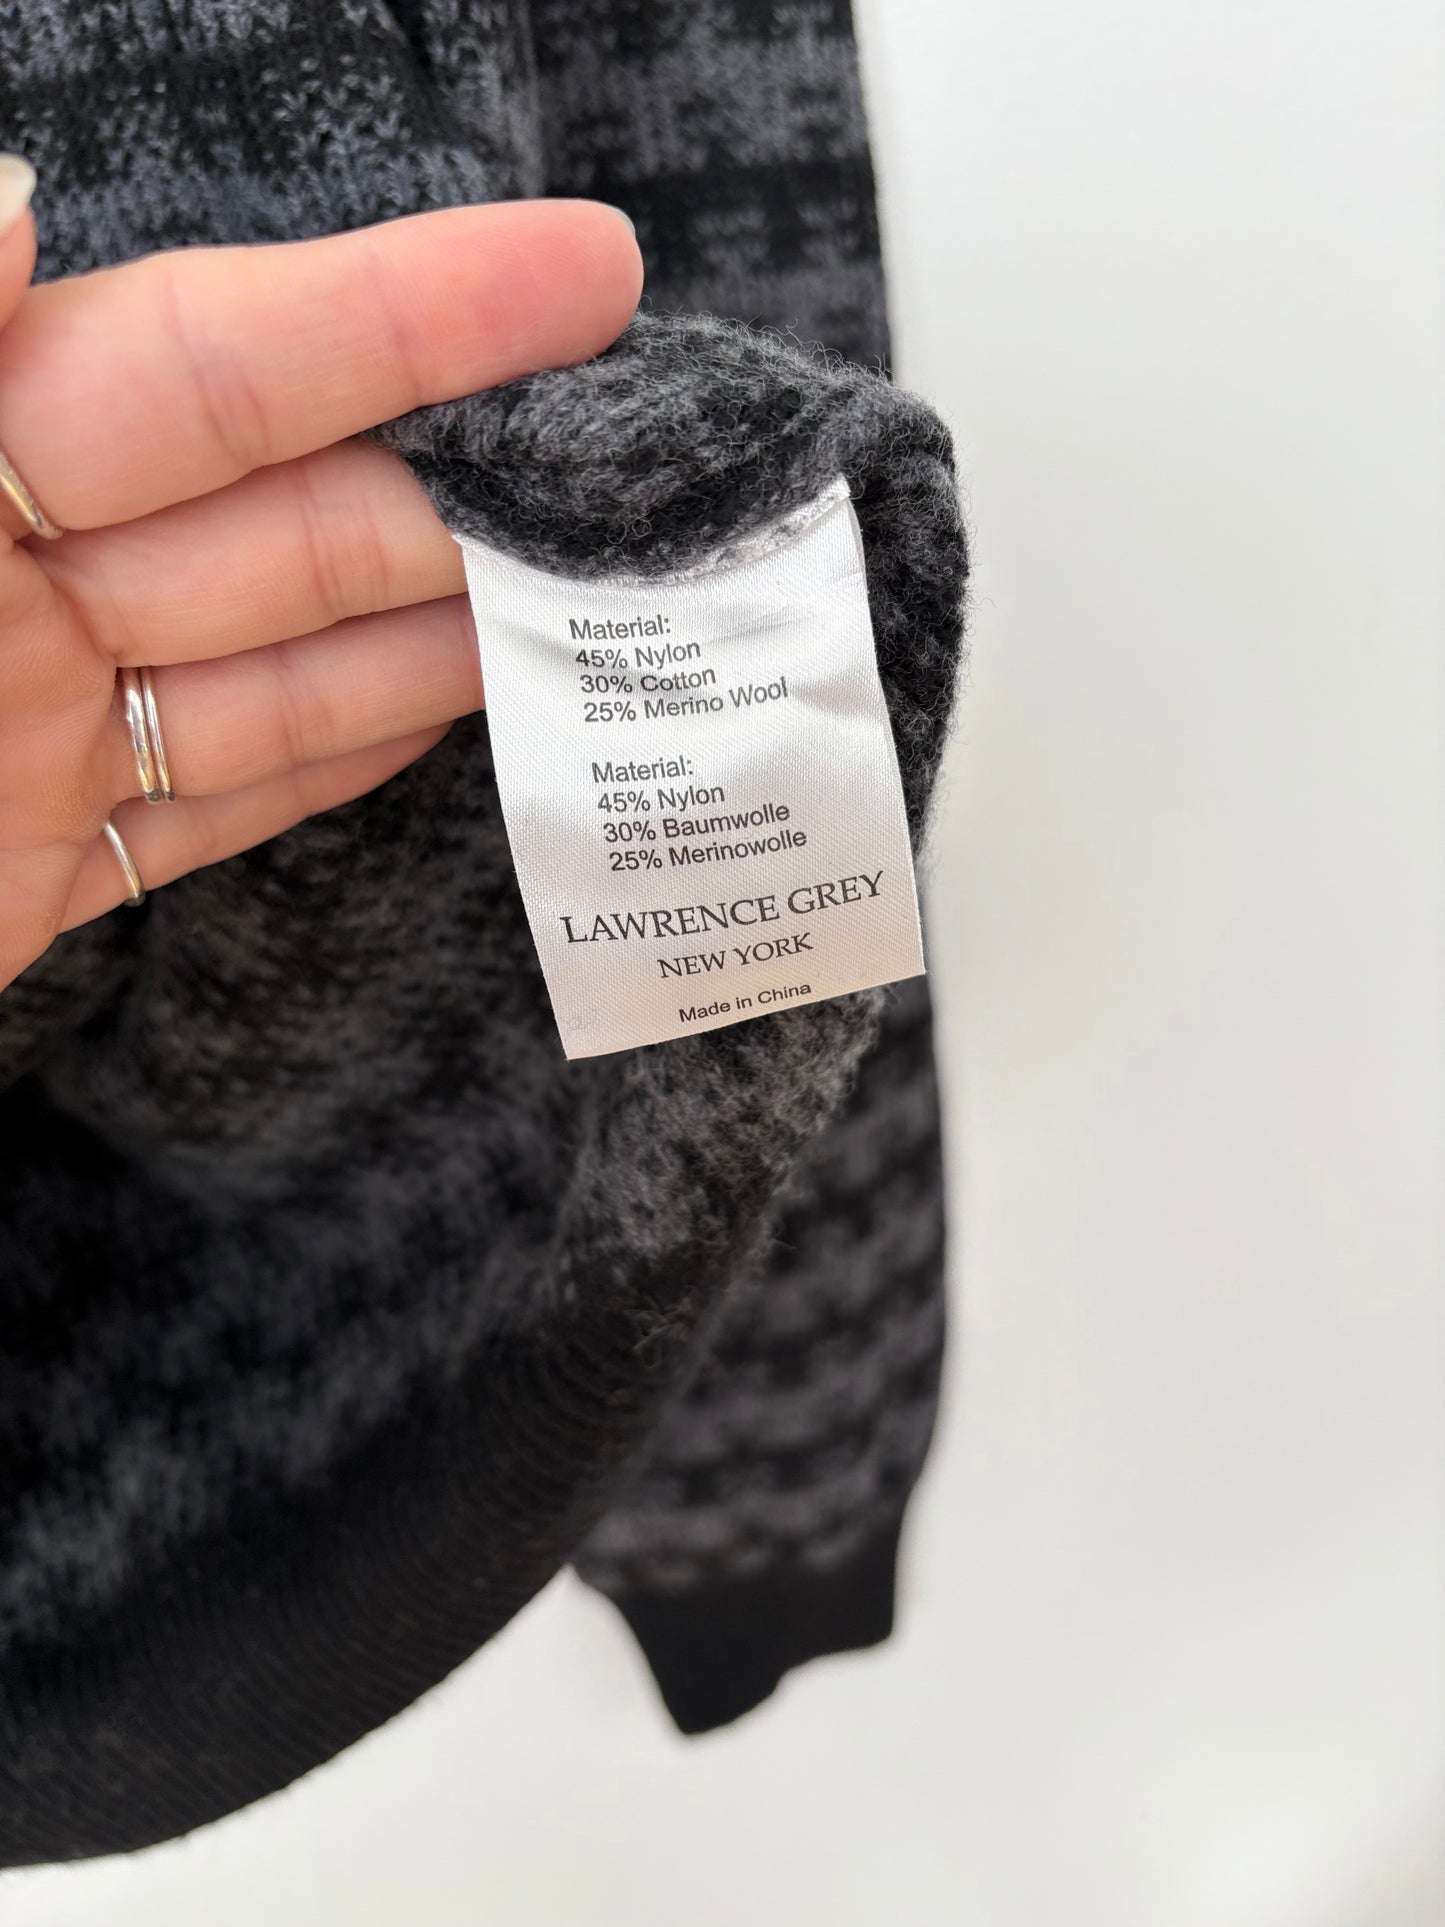 Material:
45% Nylon
30% Cotton
25% Merino Wool
Material:
45% Nylon
30% Baumwolle
25% Merinowolle
LAWRENCE GREY
NEW YORK
Made in China